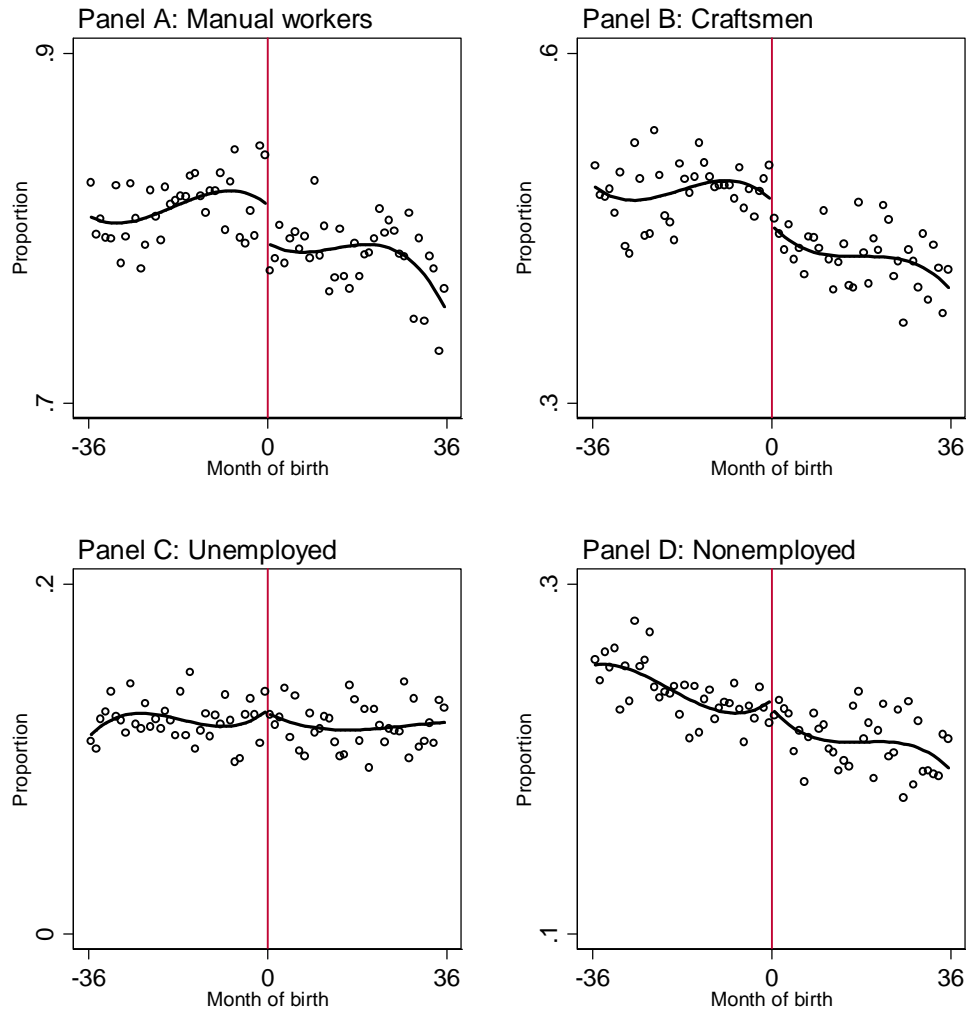 Panel A: Manual workers
.9
Proportion
.7
-36 0 36
Month of birth
Panel B: Craftsmen
.6
Proportion
.3
-36 0 36
Month of birth
Panel C: Unemployed
.2
Proportion
0
-36 0 36
Month of birth
Panel D: Nonemployed
.3
Proportion
.1
-36 0 36
Month of birth